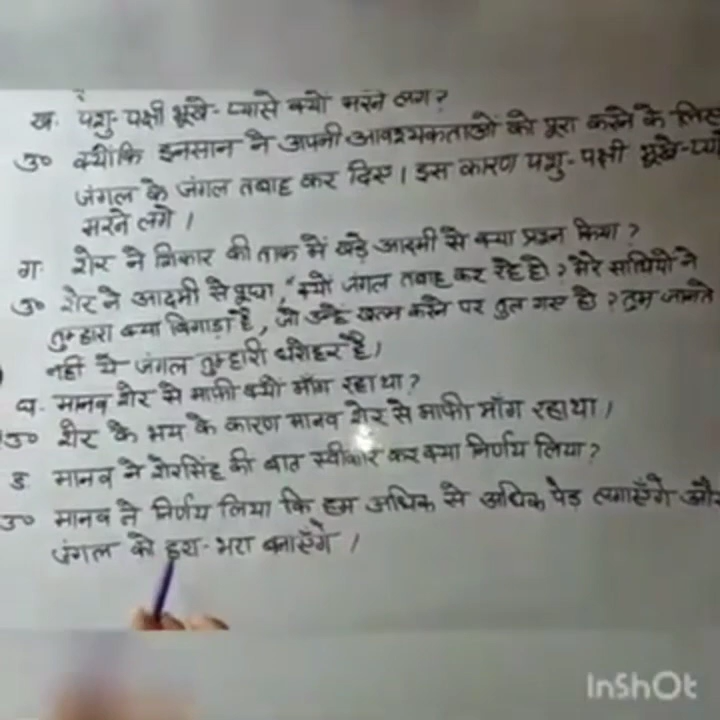 ख. पशु-पक्षी भूखे-प्यासे क्यों मरने लगे?
उ० क्योंकि इनसान ने अपनी आवश्यकताओं को पूरा करने के लिए
जंगल के जंगल तबाह कर दिए। इस कारण पशु-पक्षी भूखे-प्या
मरने लगे।
ग. शेर ने शिकार की ताक में खड़े आदमी से क्या प्रश्न किया?
उ० शेर ने आदमी से पूछा, "क्यों जंगल तबाह कर रहे हो? मेरे साथियों ने
तुम्हारा क्या बिगाड़ा है, जो उन्हें खत्म करने पर तुल गए हो? तुम जानते
नहीं ये जंगल तुम्हारी धरोहर है।
घ. मानव शेर से माफी क्यों माँग रहा था?
उ० शेर के भय के कारण मानव शेर से माफी माँग रहा था।
ङ मानव ने शेरसिंह की बात स्वीकार कर क्या निर्णय लिया?
उ० मानव ने निर्णय लिया कि हम अधिक से अधिक पेड़ लगाएँगे और
जंगल को हरा-भरा बनाएँगे।
InShOt